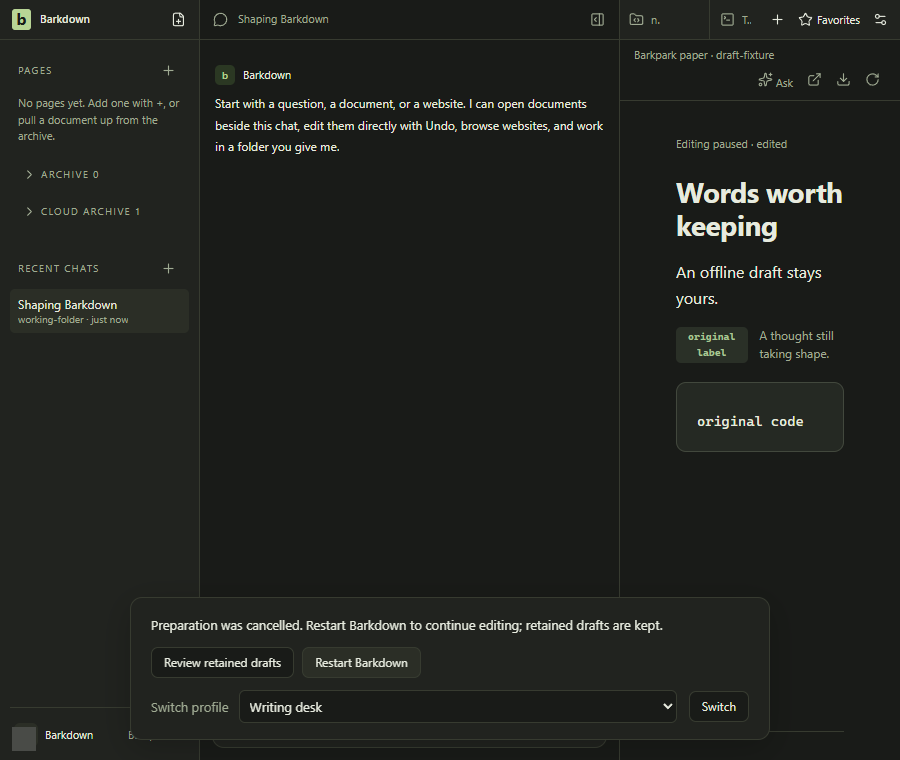 b Barkdown
Shaping Barkdown
n.
T..
Favorites
PAGES
No pages yet. Add one with +, or
pull a document up from the
archive.
ARCHIVE 0
CLOUD ARCHIVE 1
RECENT CHATS
Shaping Barkdown
working-folder · just now
b Barkdown
Start with a question, a document, or a website. I can open documents
beside this chat, edit them directly with Undo, browse websites, and work
in a folder you give me.
Barkpark paper · draft-fixture
Ask
Editing paused · edited
Words worth
keeping
An offline draft stays
yours.
original
label
A thought still
taking shape.
original code
Preparation was cancelled. Restart Barkdown to continue editing; retained drafts are kept.
Review retained drafts
Restart Barkdown
Switch profile
Writing desk
Switch
Barkdown